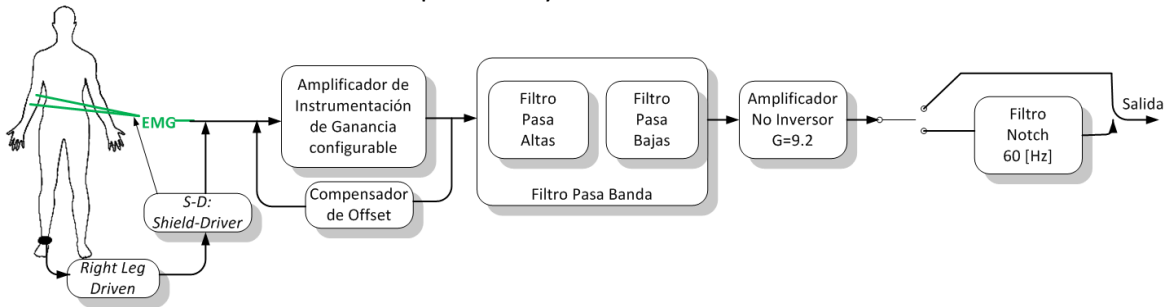 EMG
S-D:
Shield-Driver
Right Leg
Driven
Amplificador de
Instrumentación
de Ganancia
configurable
Compensador
de Offset
Filtro
Pasa
Altas
Filtro
Pasa
Bajas
Filtro Pasa Banda
Amplificador
No Inversor
G=9.2
Filtro
Notch
60 [Hz]
Salida